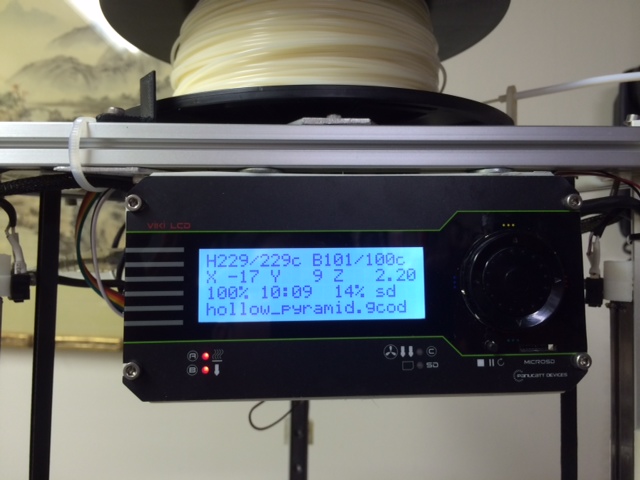 VIKI LCD
H229/229c B101/100c
X -17 Y 9 Z 2.20
100% 10:09 14% sd
hollow_pyramid.gcod
A
B
C
SD
MICROSD
PANUCATT DEVICES